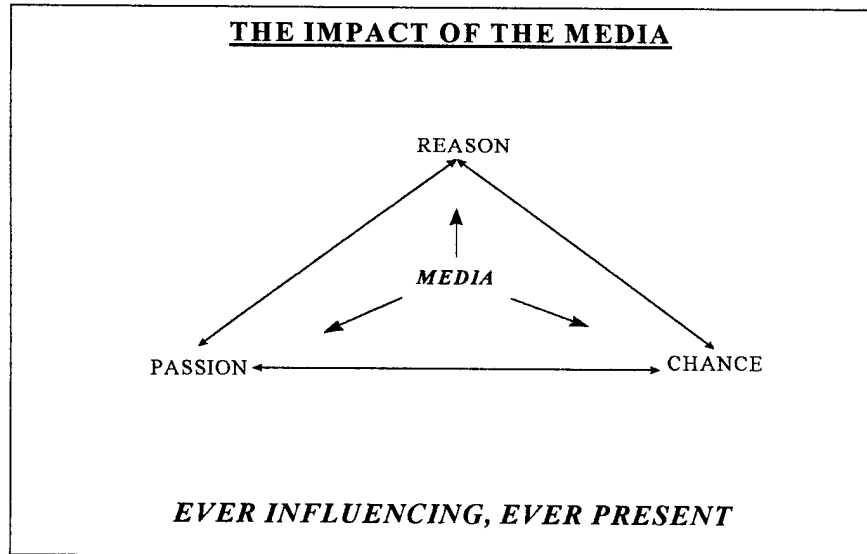 THE IMPACT OF THE MEDIA
REASON
MEDIA
PASSION CHANCE
EVER INFLUENCING, EVER PRESENT